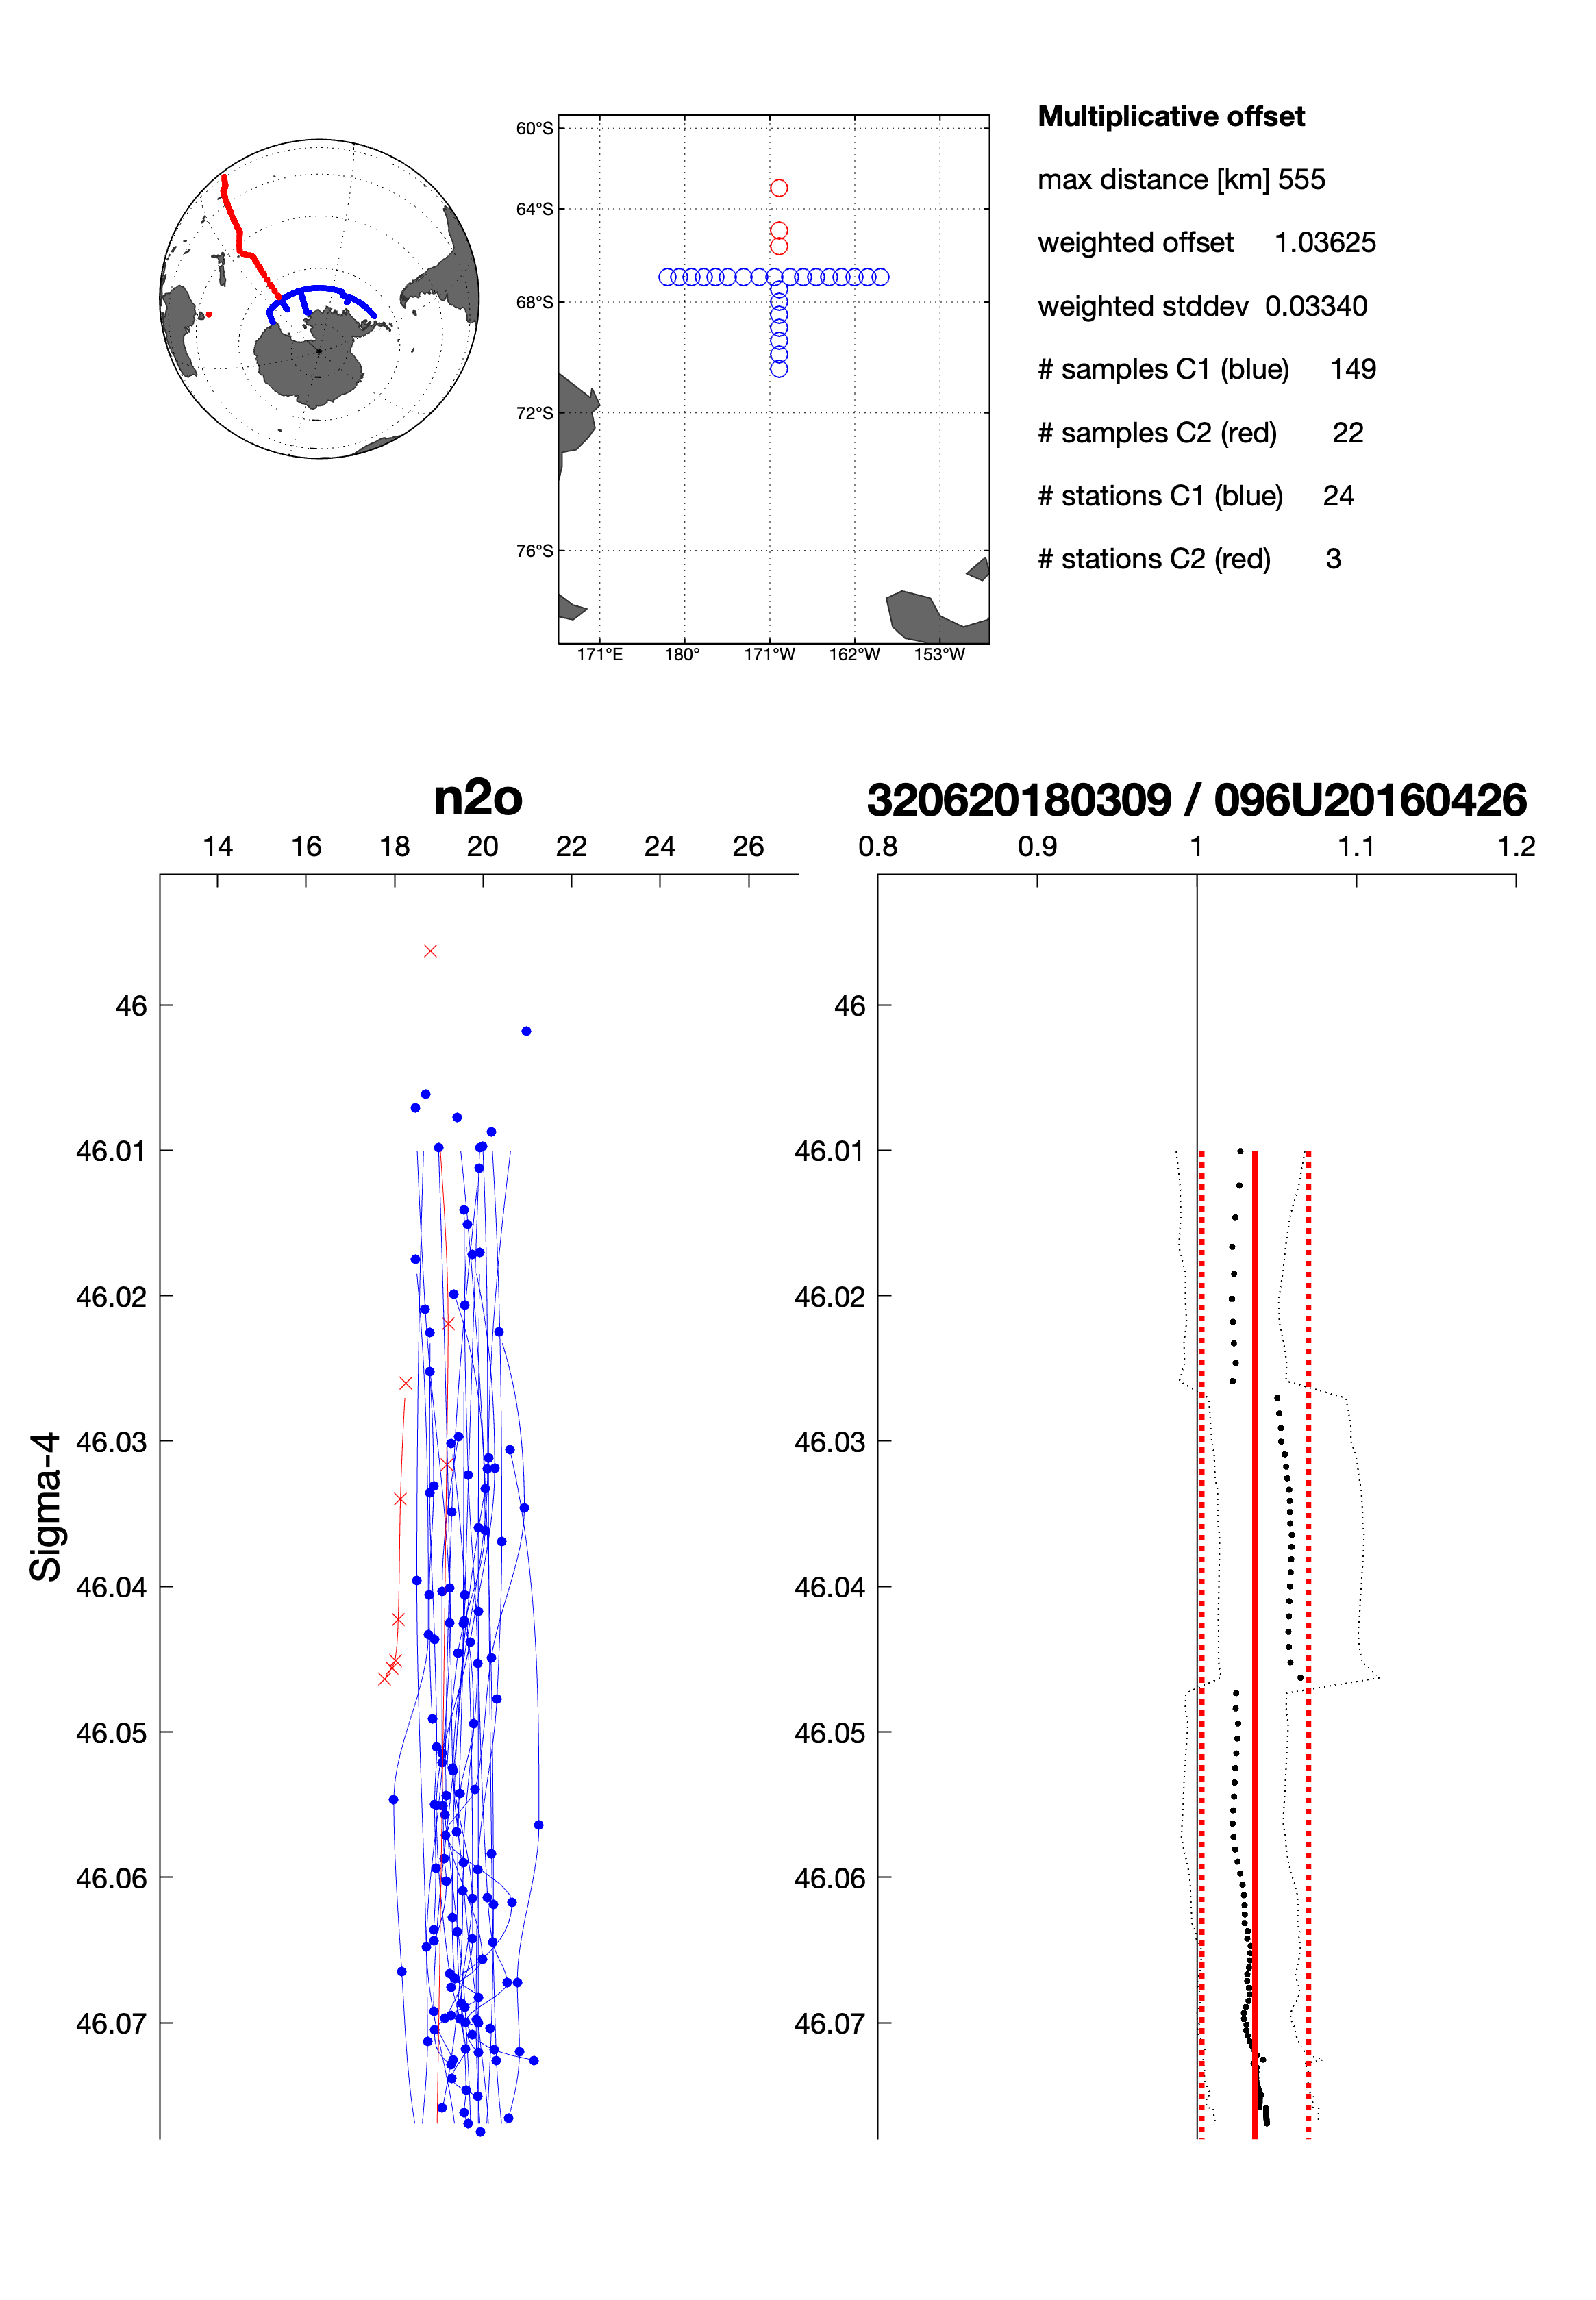 60°S
64°S
68°S
72°S
76°S
171°E 180° 171°W 162°W 153°W
Multiplicative offset
max distance [km] 555
weighted offset 1.03625
weighted stddev 0.03340
# samples C1 (blue) 149
# samples C2 (red) 22
# stations C1 (blue) 24
# stations C2 (red) 3
n2o
14 16 18 20 22 24 26
Sigma-4
46
46.01
46.02
46.03
46.04
46.05
46.06
46.07
320620180309 / 096U20160426
0.8 0.9 1 1.1 1.2
46
46.01
46.02
46.03
46.04
46.05
46.06
46.07